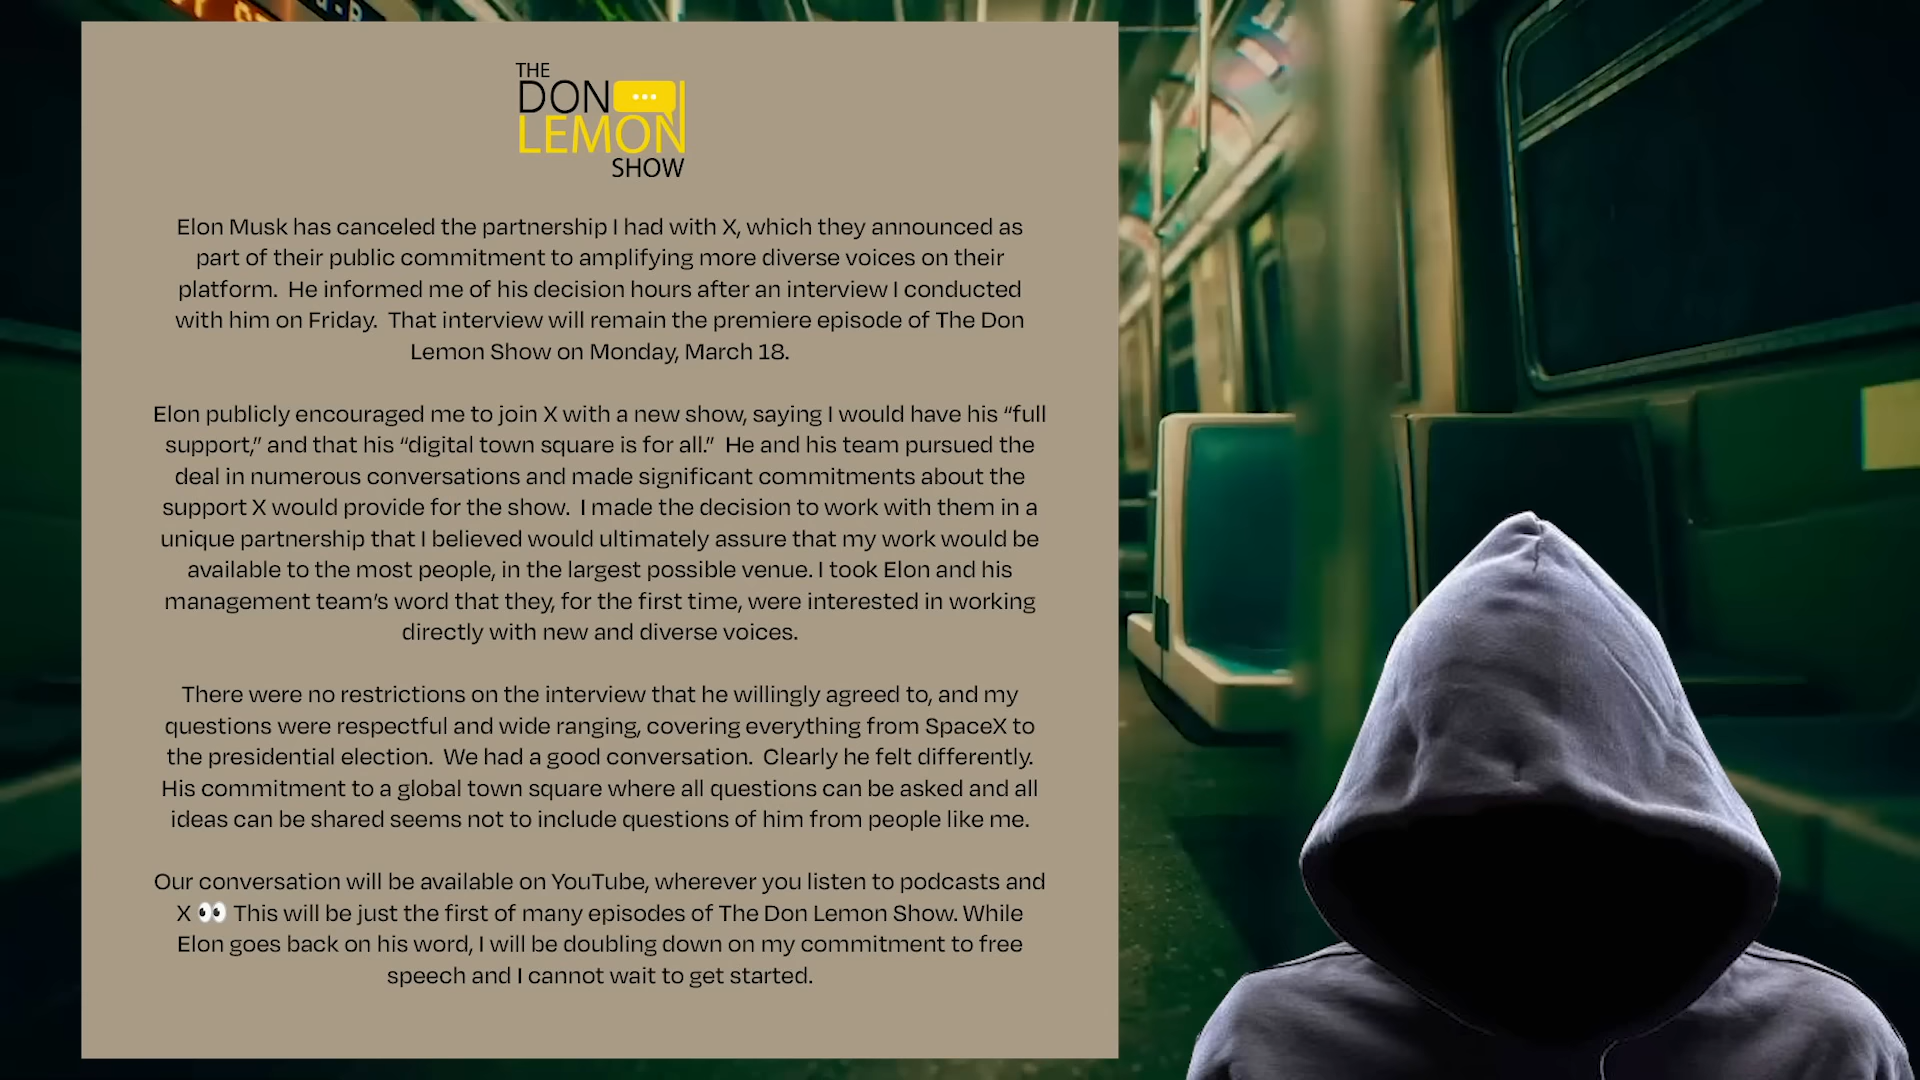 THE
DON
LEMON
SHOW
Elon Musk has canceled the partnership I had with X, which they announced as
part of their public commitment to amplifying more diverse voices on their
platform.  He informed me of his decision hours after an interview I conducted
with him on Friday.  That interview will remain the premiere episode of The Don
Lemon Show on Monday, March 18.
Elon publicly encouraged me to join X with a new show, saying I would have his “full
support,” and that his “digital town square is for all.”  He and his team pursued the
deal in numerous conversations and made significant commitments about the
support X would provide for the show.  I made the decision to work with them in a
unique partnership that I believed would ultimately assure that my work would be
available to the most people, in the largest possible venue. I took Elon and his
management team’s word that they, for the first time, were interested in working
directly with new and diverse voices.
There were no restrictions on the interview that he willingly agreed to, and my
questions were respectful and wide ranging, covering everything from SpaceX to
the presidential election.  We had a good conversation.  Clearly he felt differently.
His commitment to a global town square where all questions can be asked and all
ideas can be shared seems not to include questions of him from people like me.
Our conversation will be available on YouTube, wherever you listen to podcasts and
X 👀 This will be just the first of many episodes of The Don Lemon Show. While
Elon goes back on his word, I will be doubling down on my commitment to free
speech and I cannot wait to get started.